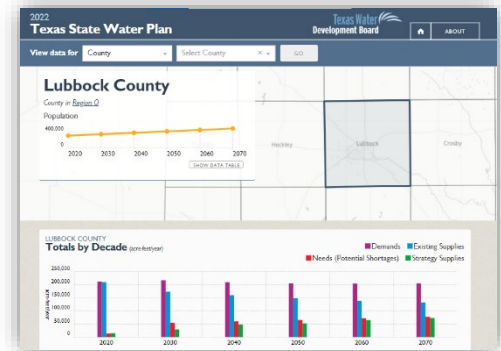 2022
Texas State Water Plan
Texas Water
Development Board
ABOUT
View data for County Select County × GO
Lubbock County
County in Region O
Population
400,000
0
2020 2030 2040 2050 2060 2070
SHOW DATA TABLE
Hockley Lubbock Crosby
LUBBOCK COUNTY
Totals by Decade (acre-feet/year)
Demands Existing Supplies
Needs (Potential Shortages) Strategy Supplies
250,000
200,000
150,000
100,000
50,000
0
2020 2030 2040 2050 2060 2070